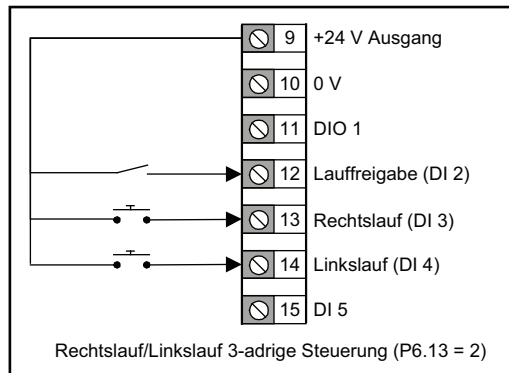 9 +24 V Ausgang
10 0 V
11 DIO 1
12 Lauffreigabe (DI 2)
13 Rechtslauf (DI 3)
14 Linkslauf (DI 4)
15 DI 5
Rechtslauf/Linkslauf 3-adrige Steuerung (P6.13 = 2)